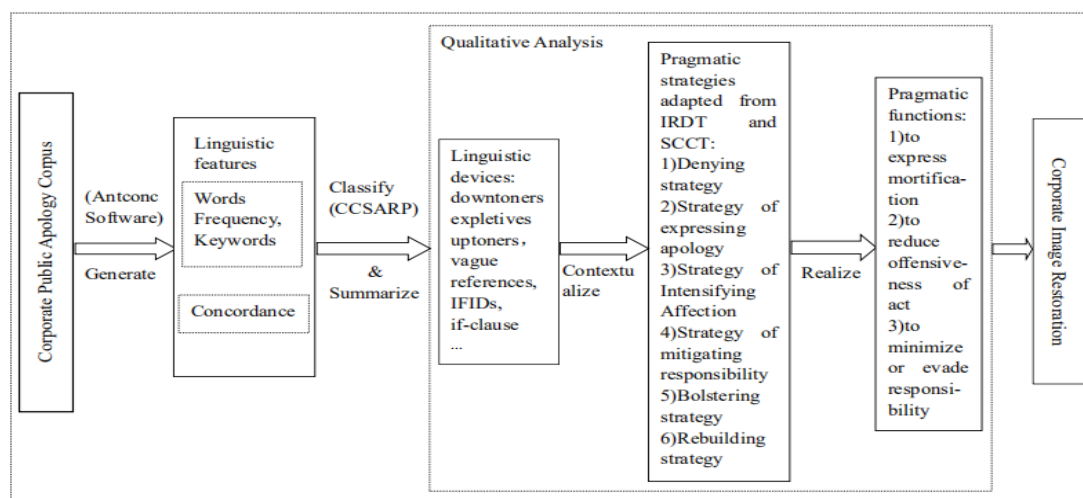 Corporate Public Apology Corpus
(Antconc
Software)
Generate
Linguistic
features
Words
Frequency,
Keywords
Concordance
Classify
(CCSARP)
&
Summarize
Qualitative Analysis
Linguistic
devices:
downtoners
expletives
uptoners,
vague
references,
IFIDs,
if-clause
...
Contextu
alize
Pragmatic
strategies
adapted from
IRDT and
SCCT:
1)Denying
strategy
2)Strategy of
expressing
apology
3)Strategy of
Intensifying
Affection
4)Strategy of
mitigating
responsibility
5)Bolstering
strategy
6)Rebuilding
strategy
Realize
Pragmatic
functions:
1)to
express
mortifica-
tion
2)to
reduce
offensive-
ness of
act
3)to
minimize
or evade
responsi-
bility
Corporate Image Restoration